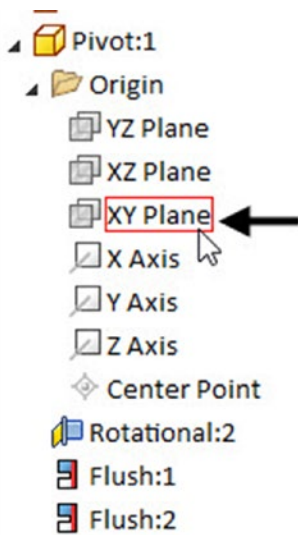 Pivot:1
Origin
YZ Plane
XZ Plane
XY Plane
X Axis
Y Axis
Z Axis
Center Point
Rotational:2
Flush:1
Flush:2